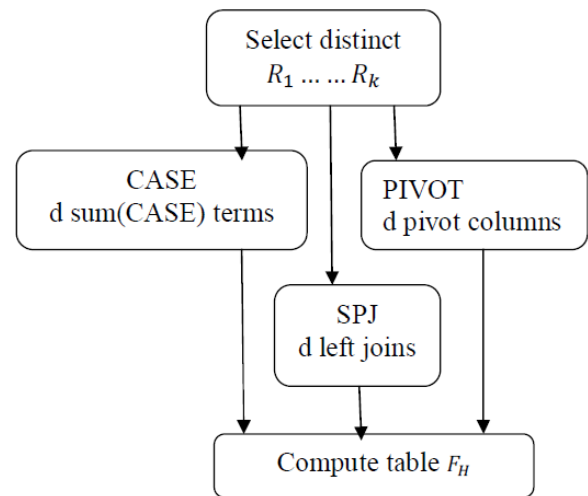 Select distinct
R₁ … … Rₖ
CASE
d sum(CASE) terms
PIVOT
d pivot columns
SPJ
d left joins
Compute table F_H